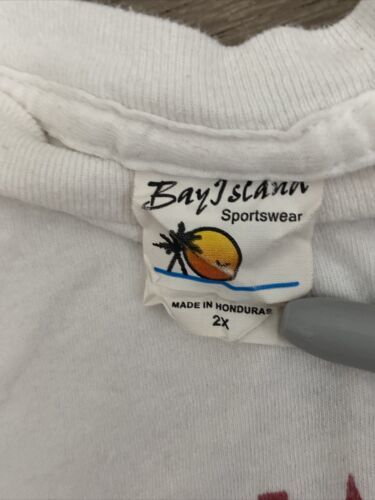 Bay Island
Sportswear
MADE IN HONDURAS
2X